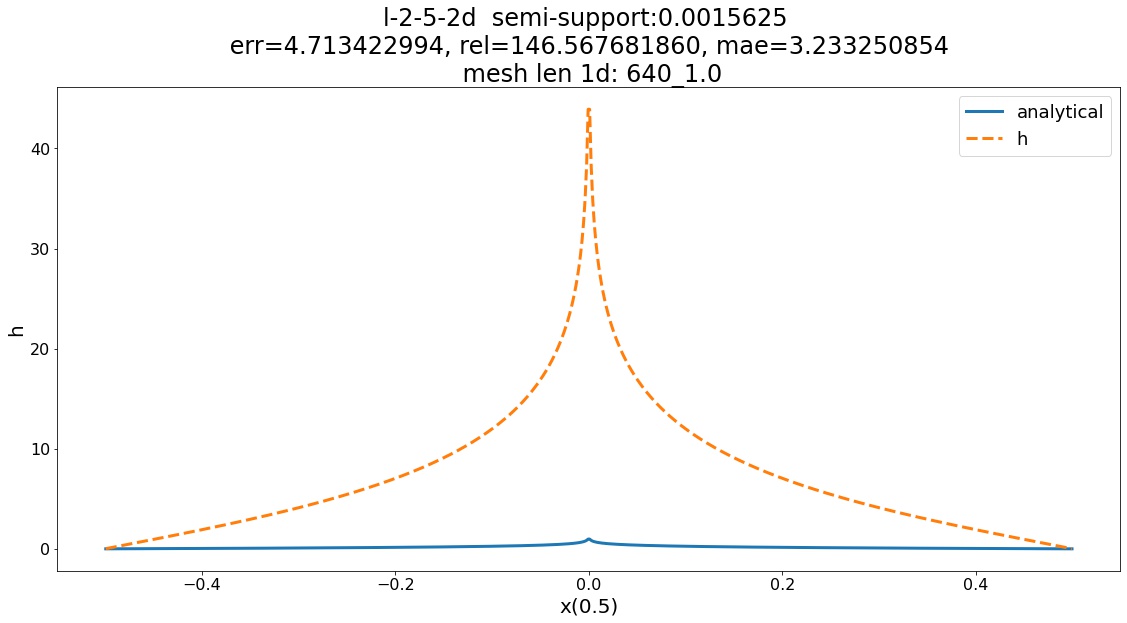 l-2-5-2d  semi-support:0.0015625
err=4.713422994, rel=146.567681860, mae=3.233250854
mesh len 1d: 640_1.0
analytical
h
40
30
20
10
0
h
−0.4
−0.2
0.0
0.2
0.4
x(0.5)